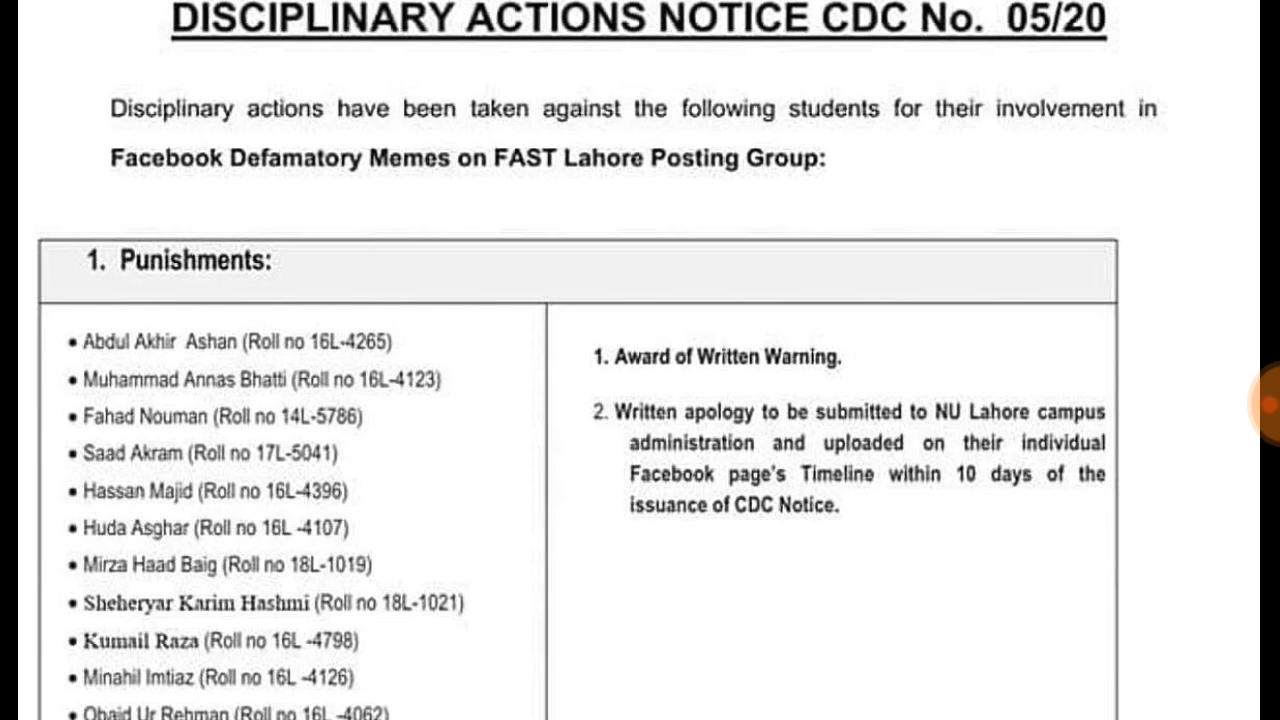 DISCIPLINARY ACTIONS NOTICE CDC No. 05/20
Disciplinary actions have been taken against the following students for their involvement in
Facebook Defamatory Memes on FAST Lahore Posting Group:
1. Punishments:
• Abdul Akhir Ashan (Roll no 16L-4265)
• Muhammad Annas Bhatti (Roll no 16L-4123)
• Fahad Nouman (Roll no 14L-5786)
• Saad Akram (Roll no 17L-5041)
• Hassan Majid (Roll no 16L-4396)
• Huda Asghar (Roll no 16L -4107)
• Mirza Haad Baig (Roll no 18L-1019)
• Sheheryar Karim Hashmi (Roll no 18L-1021)
• Kumail Raza (Roll no 16L -4798)
• Minahil Imtiaz (Roll no 16L -4126)
• Obaid Ur Rehman (Roll no 16L -4062)
1. Award of Written Warning.
2. Written apology to be submitted to NU Lahore campus
administration and uploaded on their individual
Facebook page's Timeline within 10 days of the
issuance of CDC Notice.